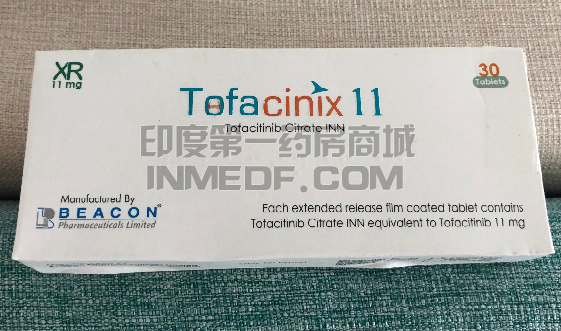 XR
11 mg
30
Tablets
Tofacinix 11
Tofacitinib Citrate INN
印度第一药房商城
INMEDF.COM
Manufactured By
BEACON®
Pharmaceuticals Limited
Each extended release film coated tablet contains
Tofacitinib Citrate INN equivalent to Tofacitinib 11 mg